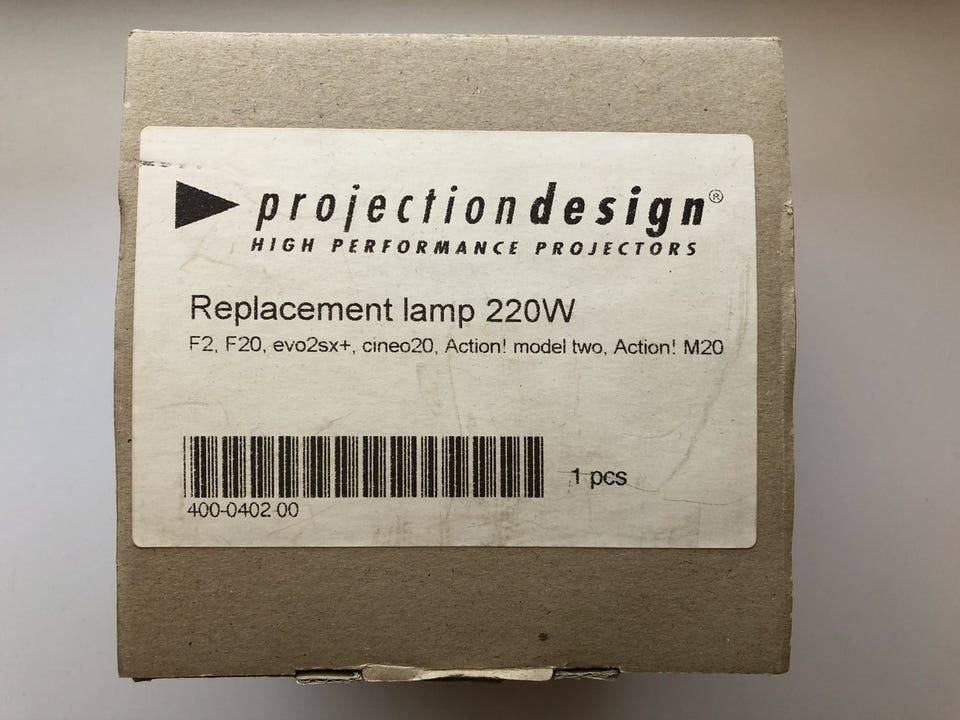 projectiondesign®
HIGH PERFORMANCE PROJECTORS
Replacement lamp 220W
F2, F20, evo2sx+, cineo20, Action! model two, Action! M20
1 pcs
400-0402-00